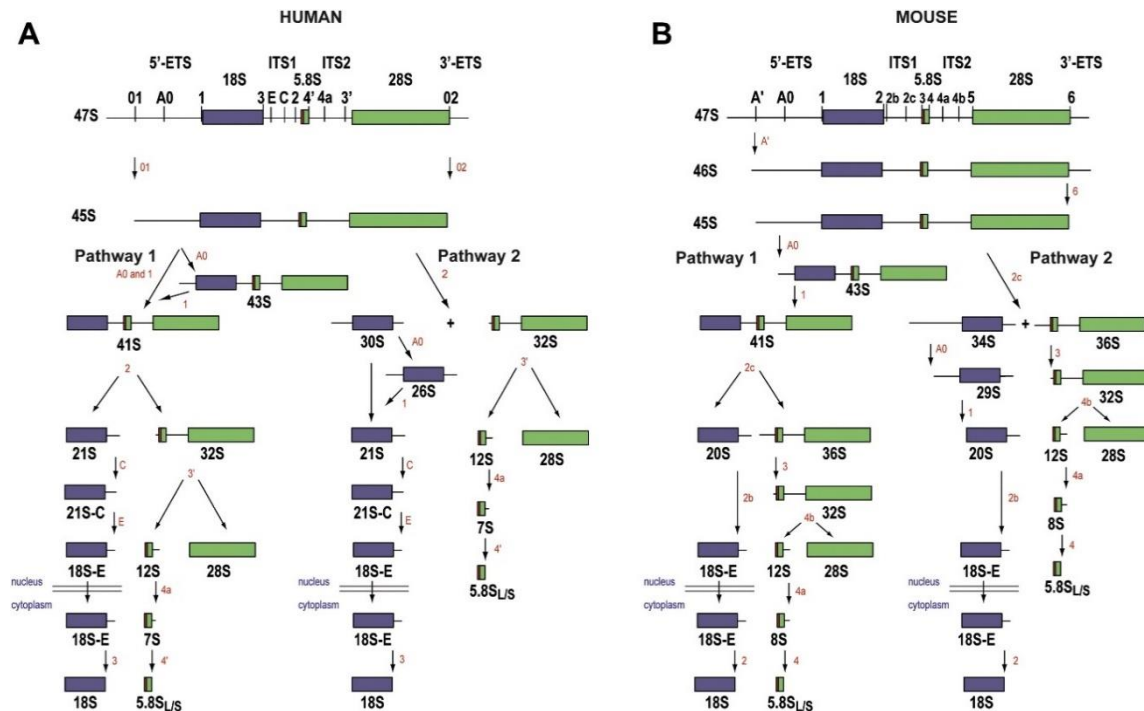 HUMAN
A
5'-ETS ITS1 ITS2 3'-ETS
18S 5.8S 28S
01 A0 1 3 E C 2 4' 4a 3' 02
47S
01 02
45S
Pathway 1 Pathway 2
A0 and 1 A0 2
43S
1
41S 30S + 32S
A0 3'
2 26S
1
21S 32S 21S 12S 28S
C 3' C 4a
21S-C 21S-C 7S
E E 4'
18S-E 12S 28S 18S-E 5.8SL/S
nucleus nucleus
cytoplasm 4a cytoplasm
18S-E 7S 18S-E
3 4' 3
18S 5.8SL/S 18S
MOUSE
B
5'-ETS ITS1 ITS2 3'-ETS
18S 5.8S 28S
A' A0 1 2 2b 2c 3 4 4a 4b 5 6
47S
A'
46S
6
45S
A0
Pathway 1 Pathway 2
2c
43S
1
41S 34S + 36S
A0 3
2c 29S 32S
1 4b
20S 36S 20S 12S 28S
3 4a
32S 8S
2b 4b 2b 4
18S-E 12S 28S 18S-E 5.8SL/S
nucleus nucleus
cytoplasm 4a cytoplasm
18S-E 8S 18S-E
2 4 2
18S 5.8SL/S 18S